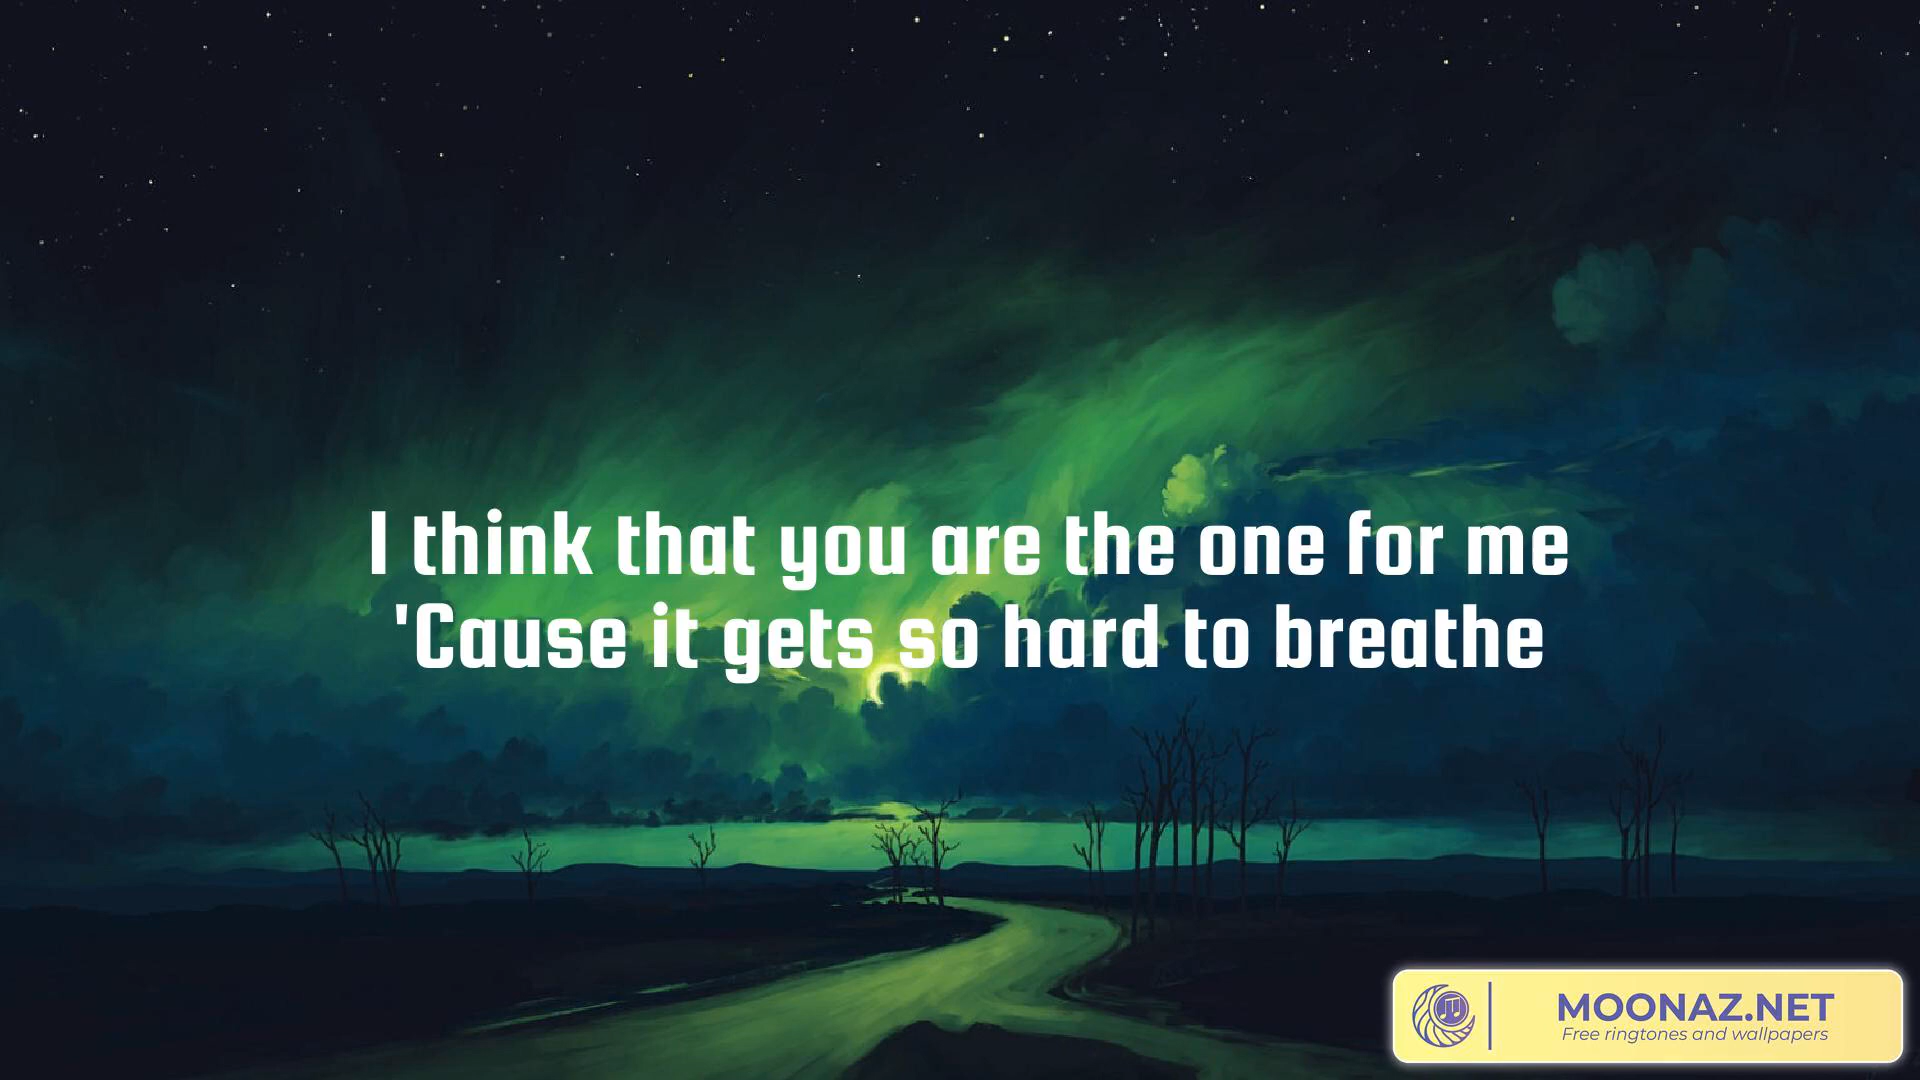 I think that you are the one for me
'Cause it gets so hard to breathe
MOONAZ.NET
Free ringtones and wallpapers